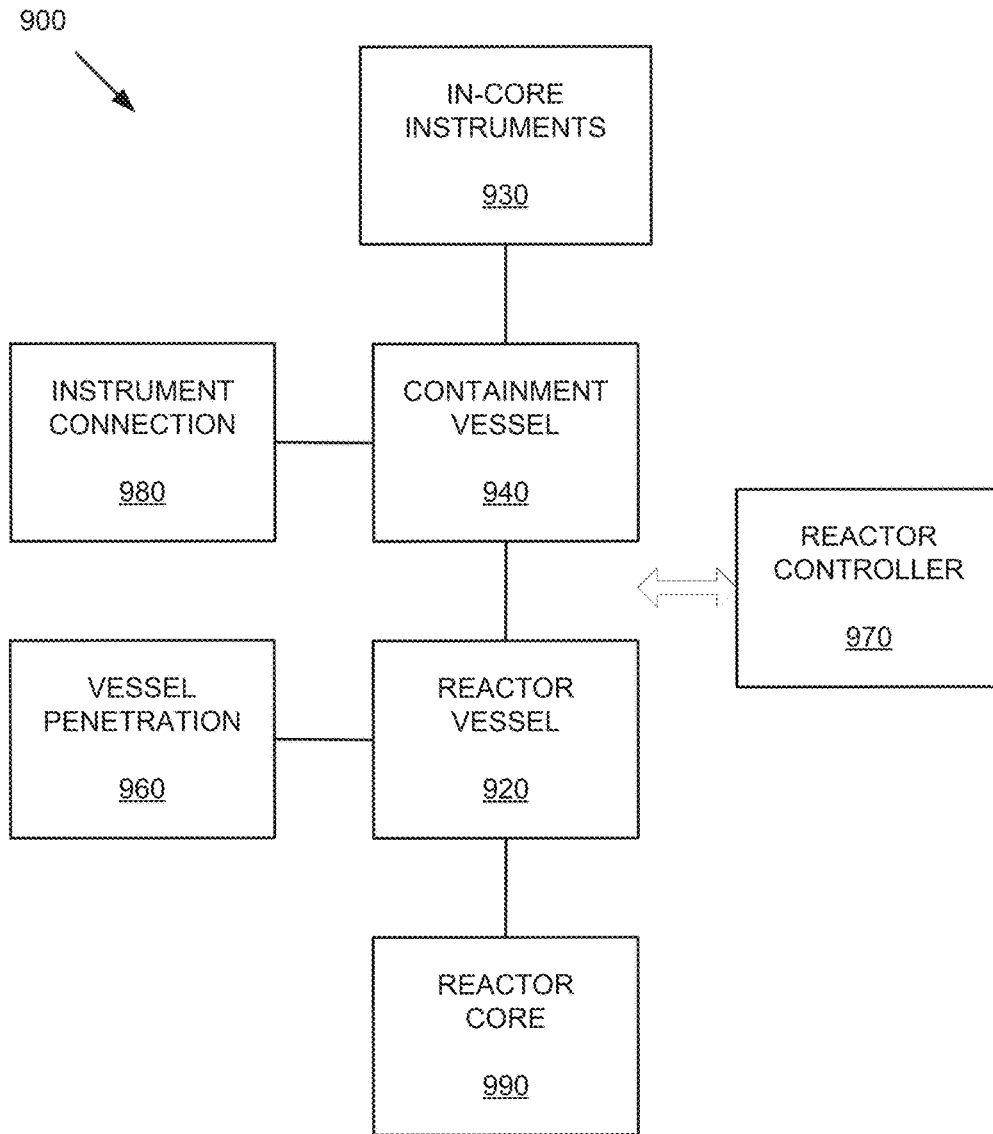 900
IN-CORE
INSTRUMENTS
930
INSTRUMENT
CONNECTION
980
CONTAINMENT
VESSEL
940
REACTOR
CONTROLLER
970
VESSEL
PENETRATION
960
REACTOR
VESSEL
920
REACTOR
CORE
990